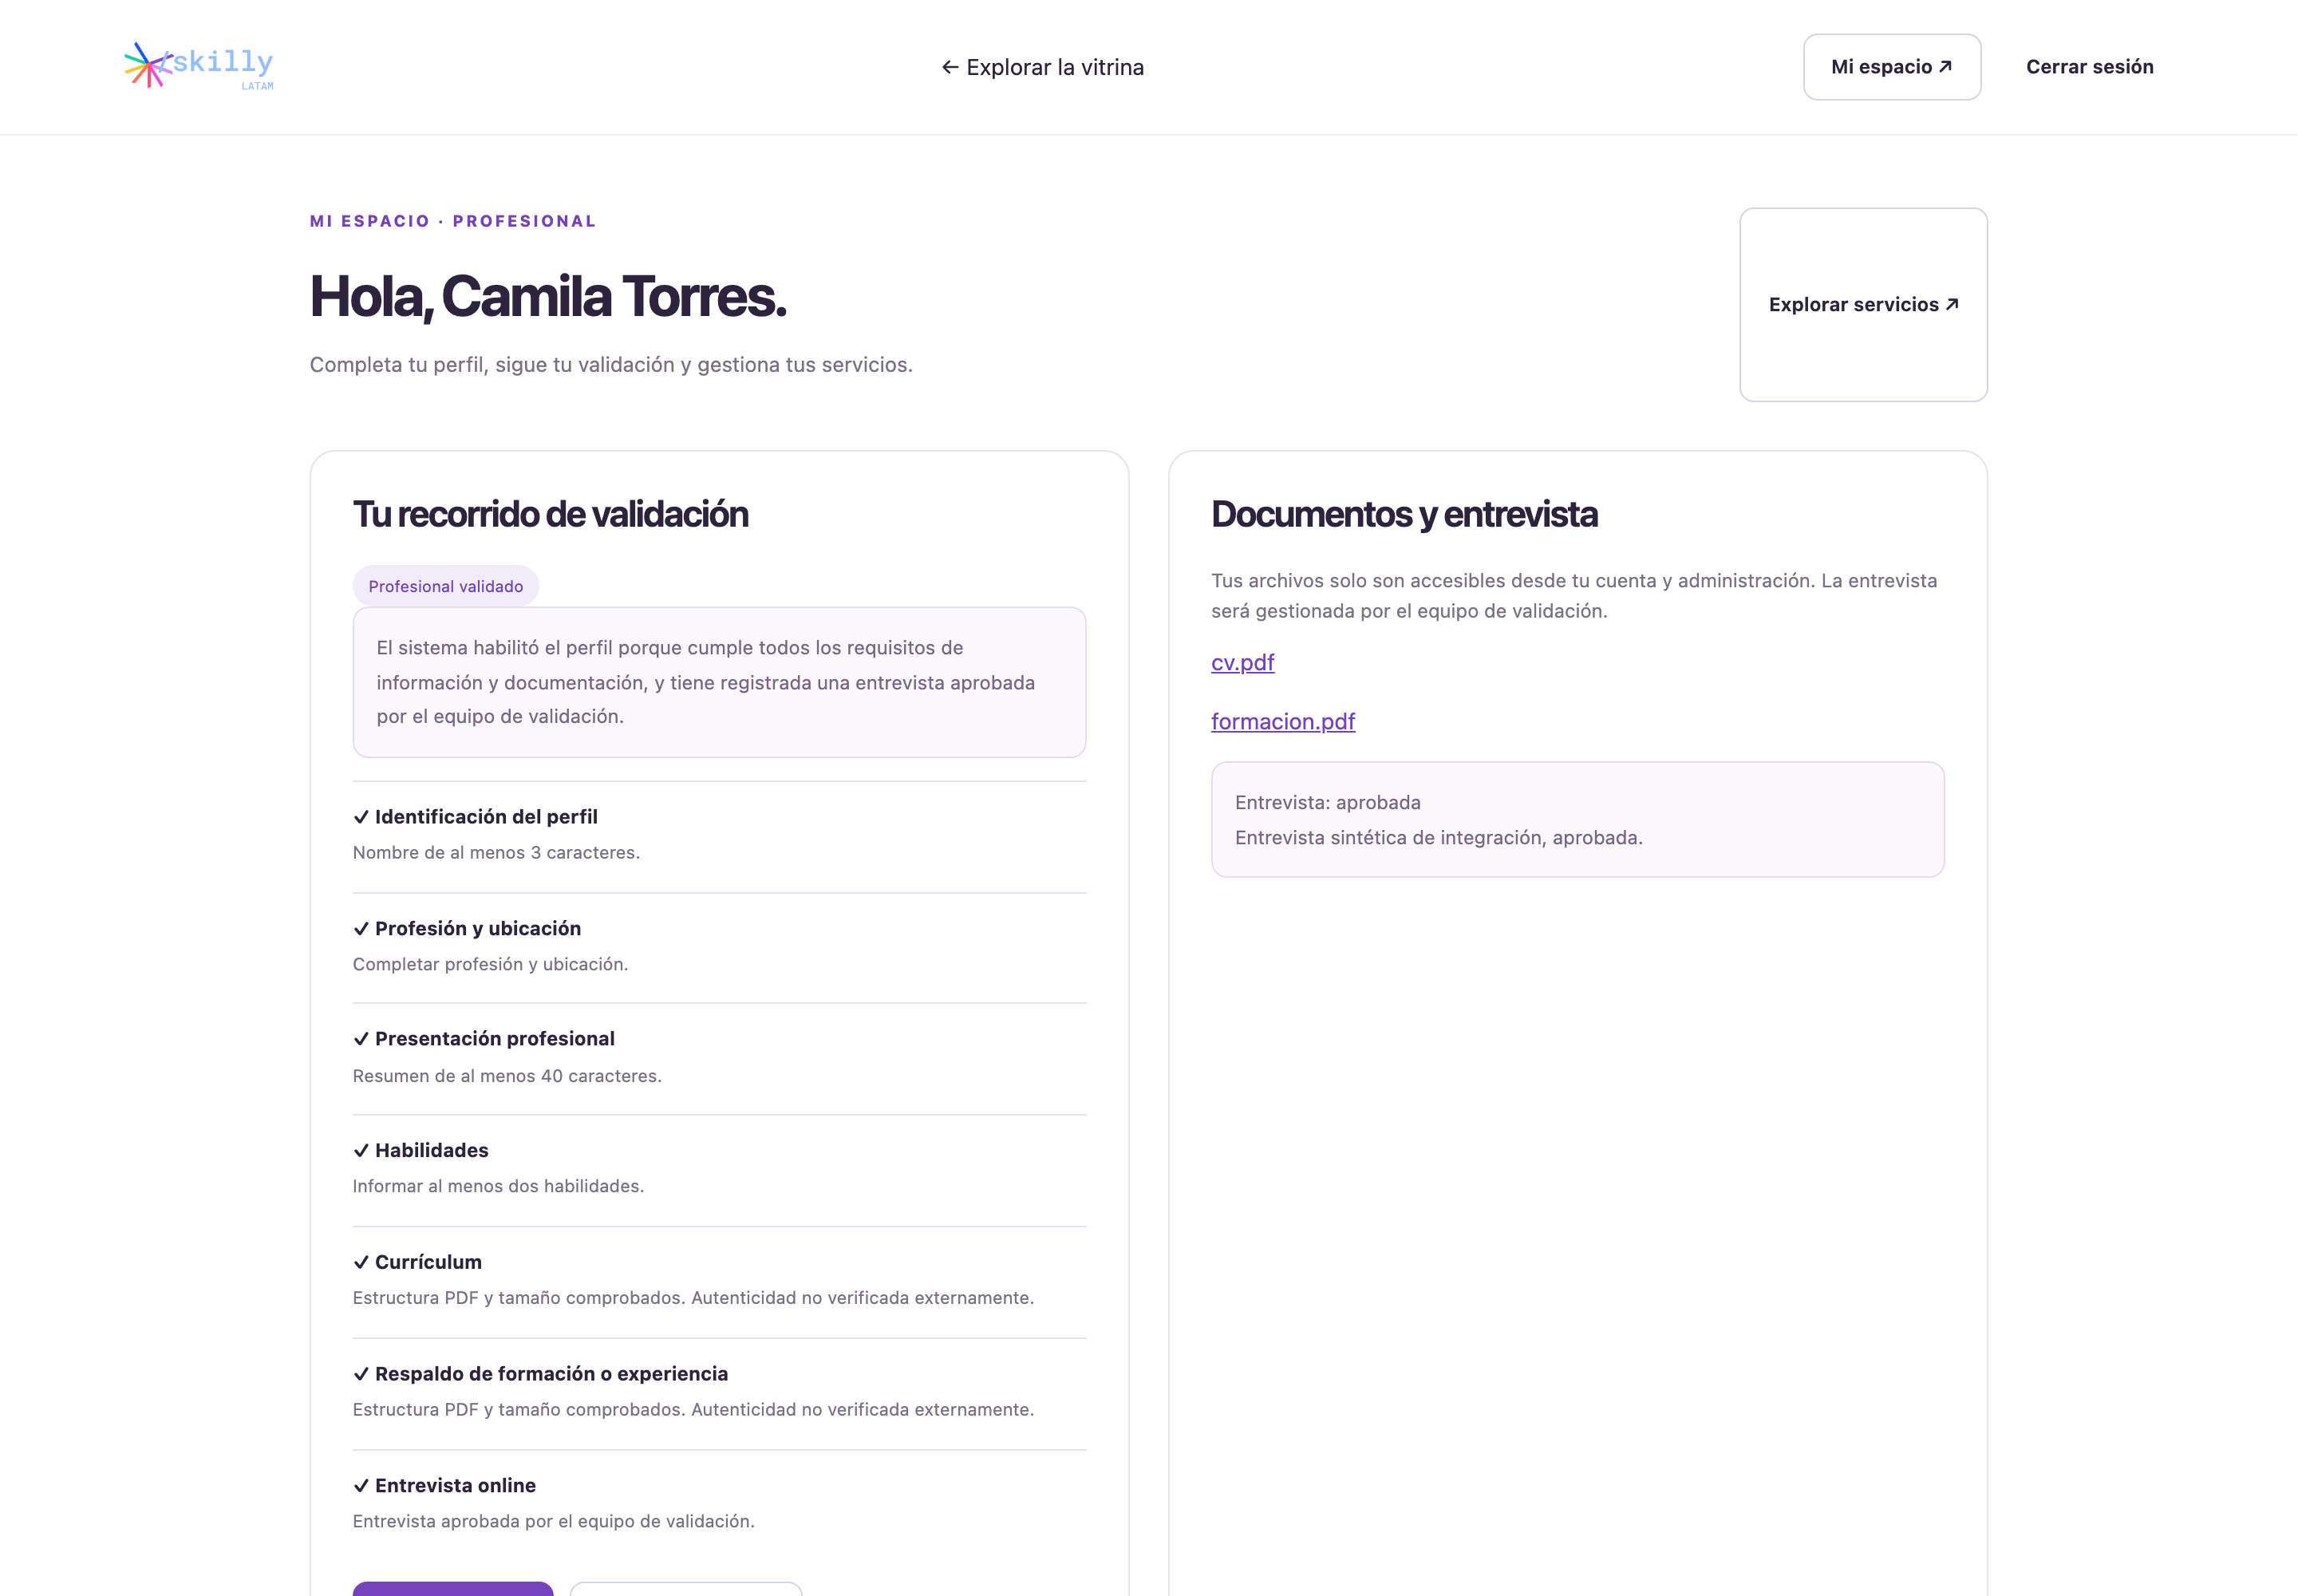 /skilly
LATAM
← Explorar la vitrina
Mi espacio ↗
Cerrar sesión
MI ESPACIO · PROFESIONAL
Hola, Camila Torres.
Completa tu perfil, sigue tu validación y gestiona tus servicios.
Explorar servicios ↗
Tu recorrido de validación
Profesional validado
El sistema habilitó el perfil porque cumple todos los requisitos de
información y documentación, y tiene registrada una entrevista aprobada
por el equipo de validación.
✓ Identificación del perfil
Nombre de al menos 3 caracteres.
✓ Profesión y ubicación
Completar profesión y ubicación.
✓ Presentación profesional
Resumen de al menos 40 caracteres.
✓ Habilidades
Informar al menos dos habilidades.
✓ Currículum
Estructura PDF y tamaño comprobados. Autenticidad no verificada externamente.
✓ Respaldo de formación o experiencia
Estructura PDF y tamaño comprobados. Autenticidad no verificada externamente.
✓ Entrevista online
Entrevista aprobada por el equipo de validación.
Documentos y entrevista
Tus archivos solo son accesibles desde tu cuenta y administración. La entrevista
será gestionada por el equipo de validación.
cv.pdf
formacion.pdf
Entrevista: aprobada
Entrevista sintética de integración, aprobada.